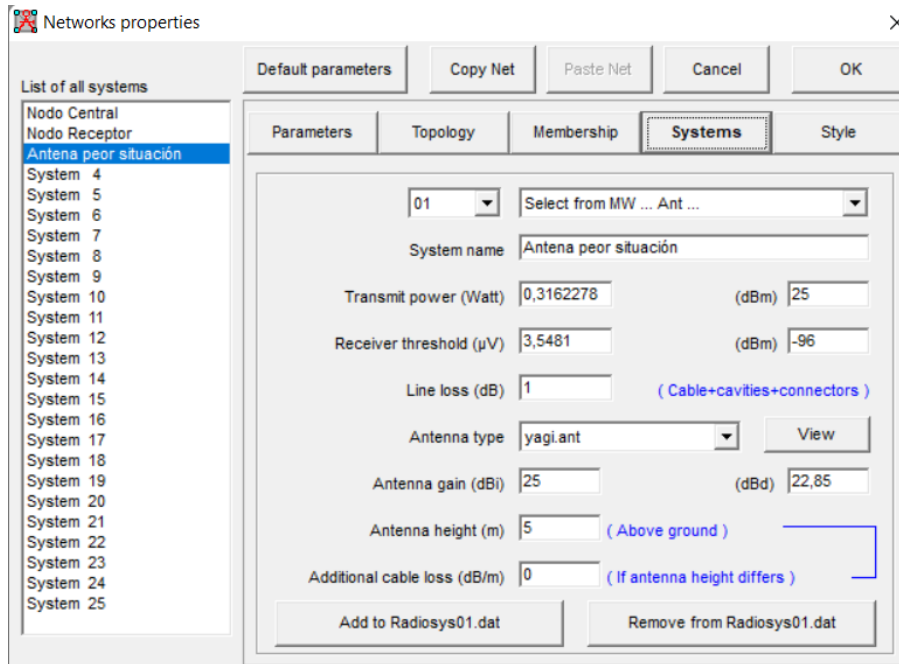 Networks properties
Default parameters Copy Net Paste Net Cancel OK
List of all systems
Nodo Central
Nodo Receptor
Antena peor situación
System 4
System 5
System 6
System 7
System 8
System 9
System 10
System 11
System 12
System 13
System 14
System 15
System 16
System 17
System 18
System 19
System 20
System 21
System 22
System 23
System 24
System 25
Parameters Topology Membership Systems Style
01 Select from MW ... Ant ...
System name Antena peor situación
Transmit power (Watt) 0,3162278 (dBm) 25
Receiver threshold (µV) 3,5481 (dBm) -96
Line loss (dB) 1 ( Cable+cavities+connectors )
Antenna type yagi.ant View
Antenna gain (dBi) 25 (dBd) 22,85
Antenna height (m) 5 ( Above ground )
Additional cable loss (dB/m) 0 ( If antenna height differs )
Add to Radiosys01.dat Remove from Radiosys01.dat